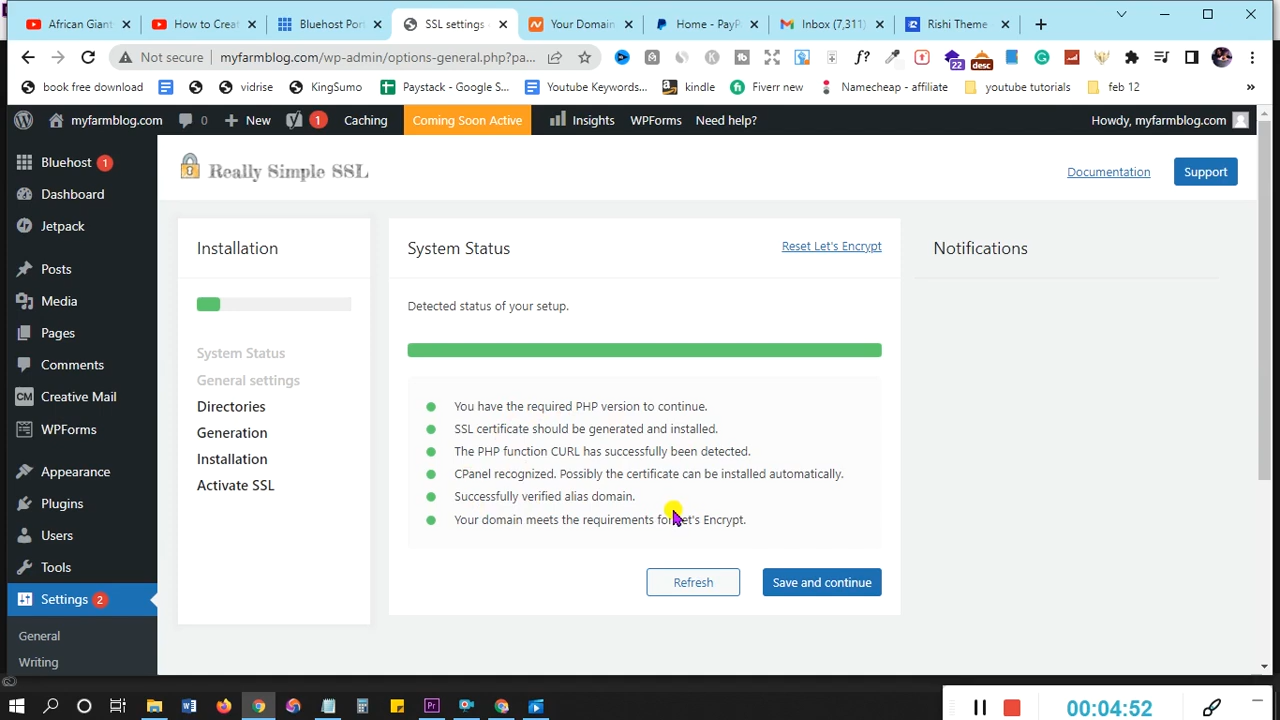 African Giant
How to Creat
Bluehost Por
SSL settings
Your Domain
Home - PayP
Inbox (7,311)
Rishi Theme
Not secure
myfarmblog.com/wp-admin/options-general.php?pa...
f?
22
desc
book free download
vidris
KingSumo
Paystack - Google S...
Youtube Keywords...
kindle
Fiverr new
Namecheap - affiliate
youtube tutorials
feb 12
»
myfarmblog.com
0
New
1
Caching
Coming Soon Active
Insights
WPForms
Need help?
Howdy, myfarmblog.com
Bluehost 1
Dashboard
Jetpack
Posts
Media
Pages
Comments
CM Creative Mail
WPForms
Appearance
Plugins
Users
Tools
Settings 2
General
Writing
Really Simple SSL
Documentation
Support
Installation
System Status
General settings
Directories
Generation
Installation
Activate SSL
System Status
Reset Let's Encrypt
Detected status of your setup.
You have the required PHP version to continue.
SSL certificate should be generated and installed.
The PHP function CURL has successfully been detected.
CPanel recognized. Possibly the certificate can be installed automatically.
Successfully verified alias domain.
Your domain meets the requirements for Let's Encrypt.
Refresh
Save and continue
Notifications
W
Pr
00:04:52